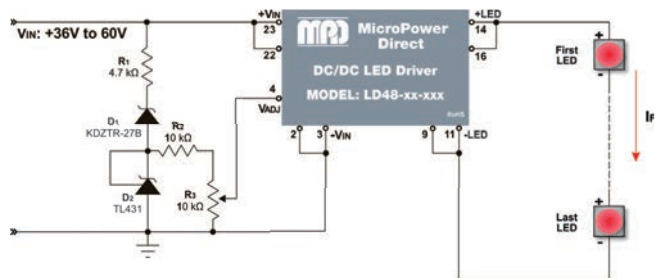 VIN: +36V to 60V
+VIN
23
22
MPD
MicroPower
Direct
DC/DC LED Driver
MODEL: LD48-xx-xxx
RoHS
+LED
14
16
First
LED
+
-
IF
R1
4.7 kΩ
4
VADJ
D1
KDZTR-27B
R2
10 kΩ
2
3
-VIN
9
11
-LED
D2
TL431
R3
10 kΩ
Last
LED
+
-